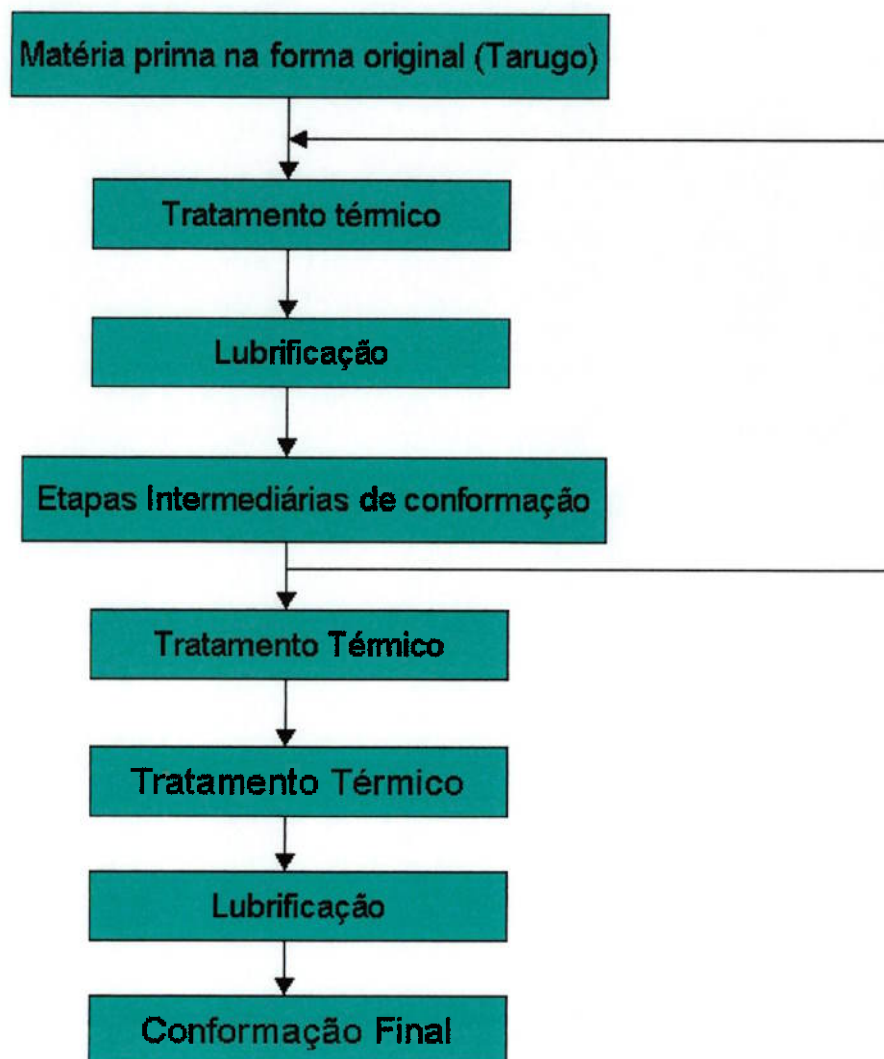 Matéria prima na forma original (Tarugo)
Tratamento térmico
Lubrificação
Etapas Intermediárias de conformação
Tratamento Térmico
Tratamento Térmico
Lubrificação
Conformação Final